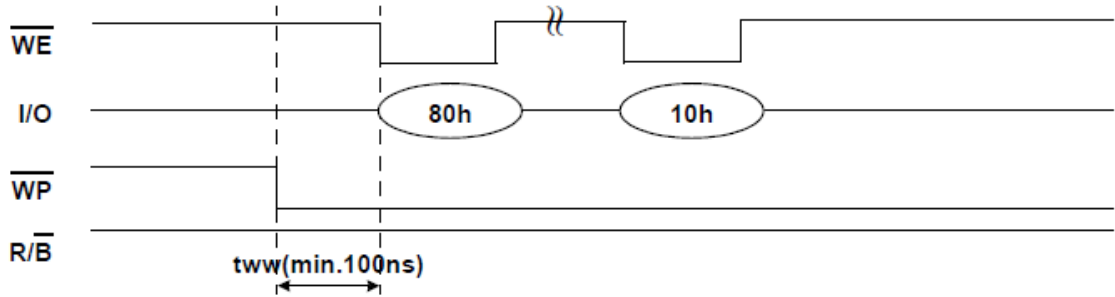 WE
I/O
80h
10h
WP
R/B
tww(min.100ns)